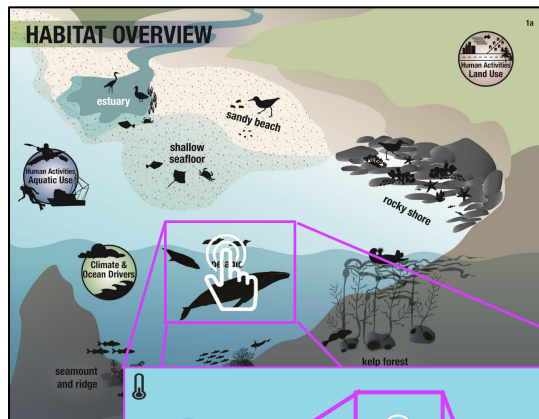 HABITAT OVERVIEW
1a
Human Activities
Land Use
estuary
sandy beach
shallow
seafloor
Human Activities
Aquatic Use
rocky shore
Climate &
Ocean Drivers
seamount
and ridge
kelp forest